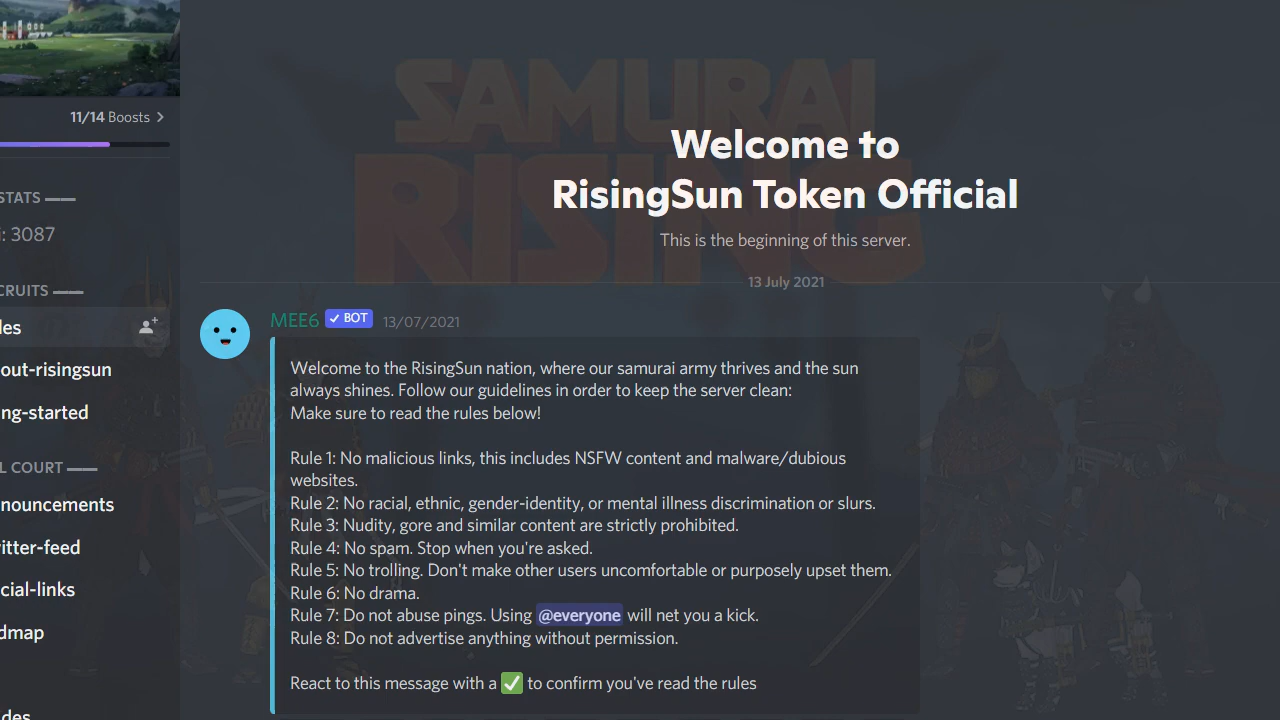 SAMURAI
RISING
11/14 Boosts
STATS
i: 3087
CRUITS
les
out-risingsun
ng-started
L COURT
nouncements
itter-feed
cial-links
dmap
des
Welcome to
RisingSun Token Official
This is the beginning of this server.
13 July 2021
MEE6 ✓ BOT 13/07/2021
Welcome to the RisingSun nation, where our samurai army thrives and the sun
always shines. Follow our guidelines in order to keep the server clean:
Make sure to read the rules below!
Rule 1: No malicious links, this includes NSFW content and malware/dubious
websites.
Rule 2: No racial, ethnic, gender-identity, or mental illness discrimination or slurs.
Rule 3: Nudity, gore and similar content are strictly prohibited.
Rule 4: No spam. Stop when you're asked.
Rule 5: No trolling. Don't make other users uncomfortable or purposely upset them.
Rule 6: No drama.
Rule 7: Do not abuse pings. Using @everyone will net you a kick.
Rule 8: Do not advertise anything without permission.
React to this message with a ✅ to confirm you've read the rules